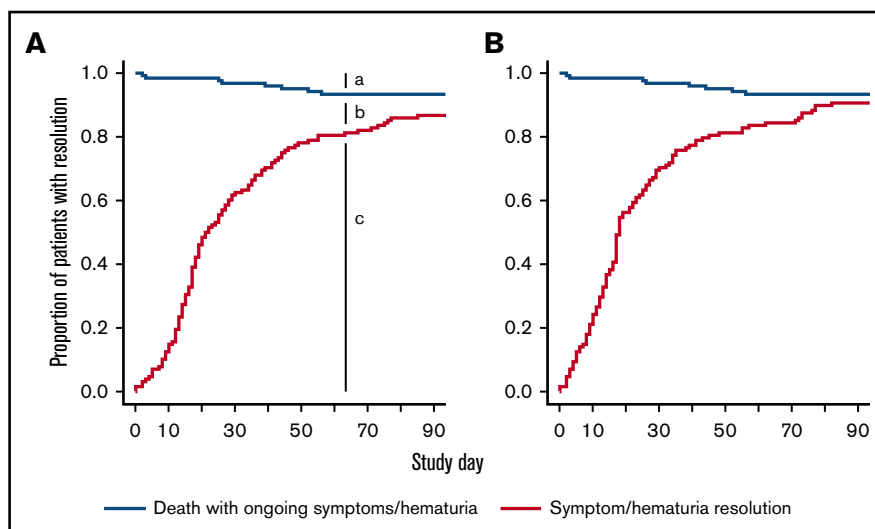 A
B
Proportion of patients with resolution
1.0
0.8
0.6
0.4
0.2
0.0
a
b
c
0 10 30 50 70 90
1.0
0.8
0.6
0.4
0.2
0.0
0 10 30 50 70 90
Study day
Death with ongoing symptoms/hematuria
Symptom/hematuria resolution